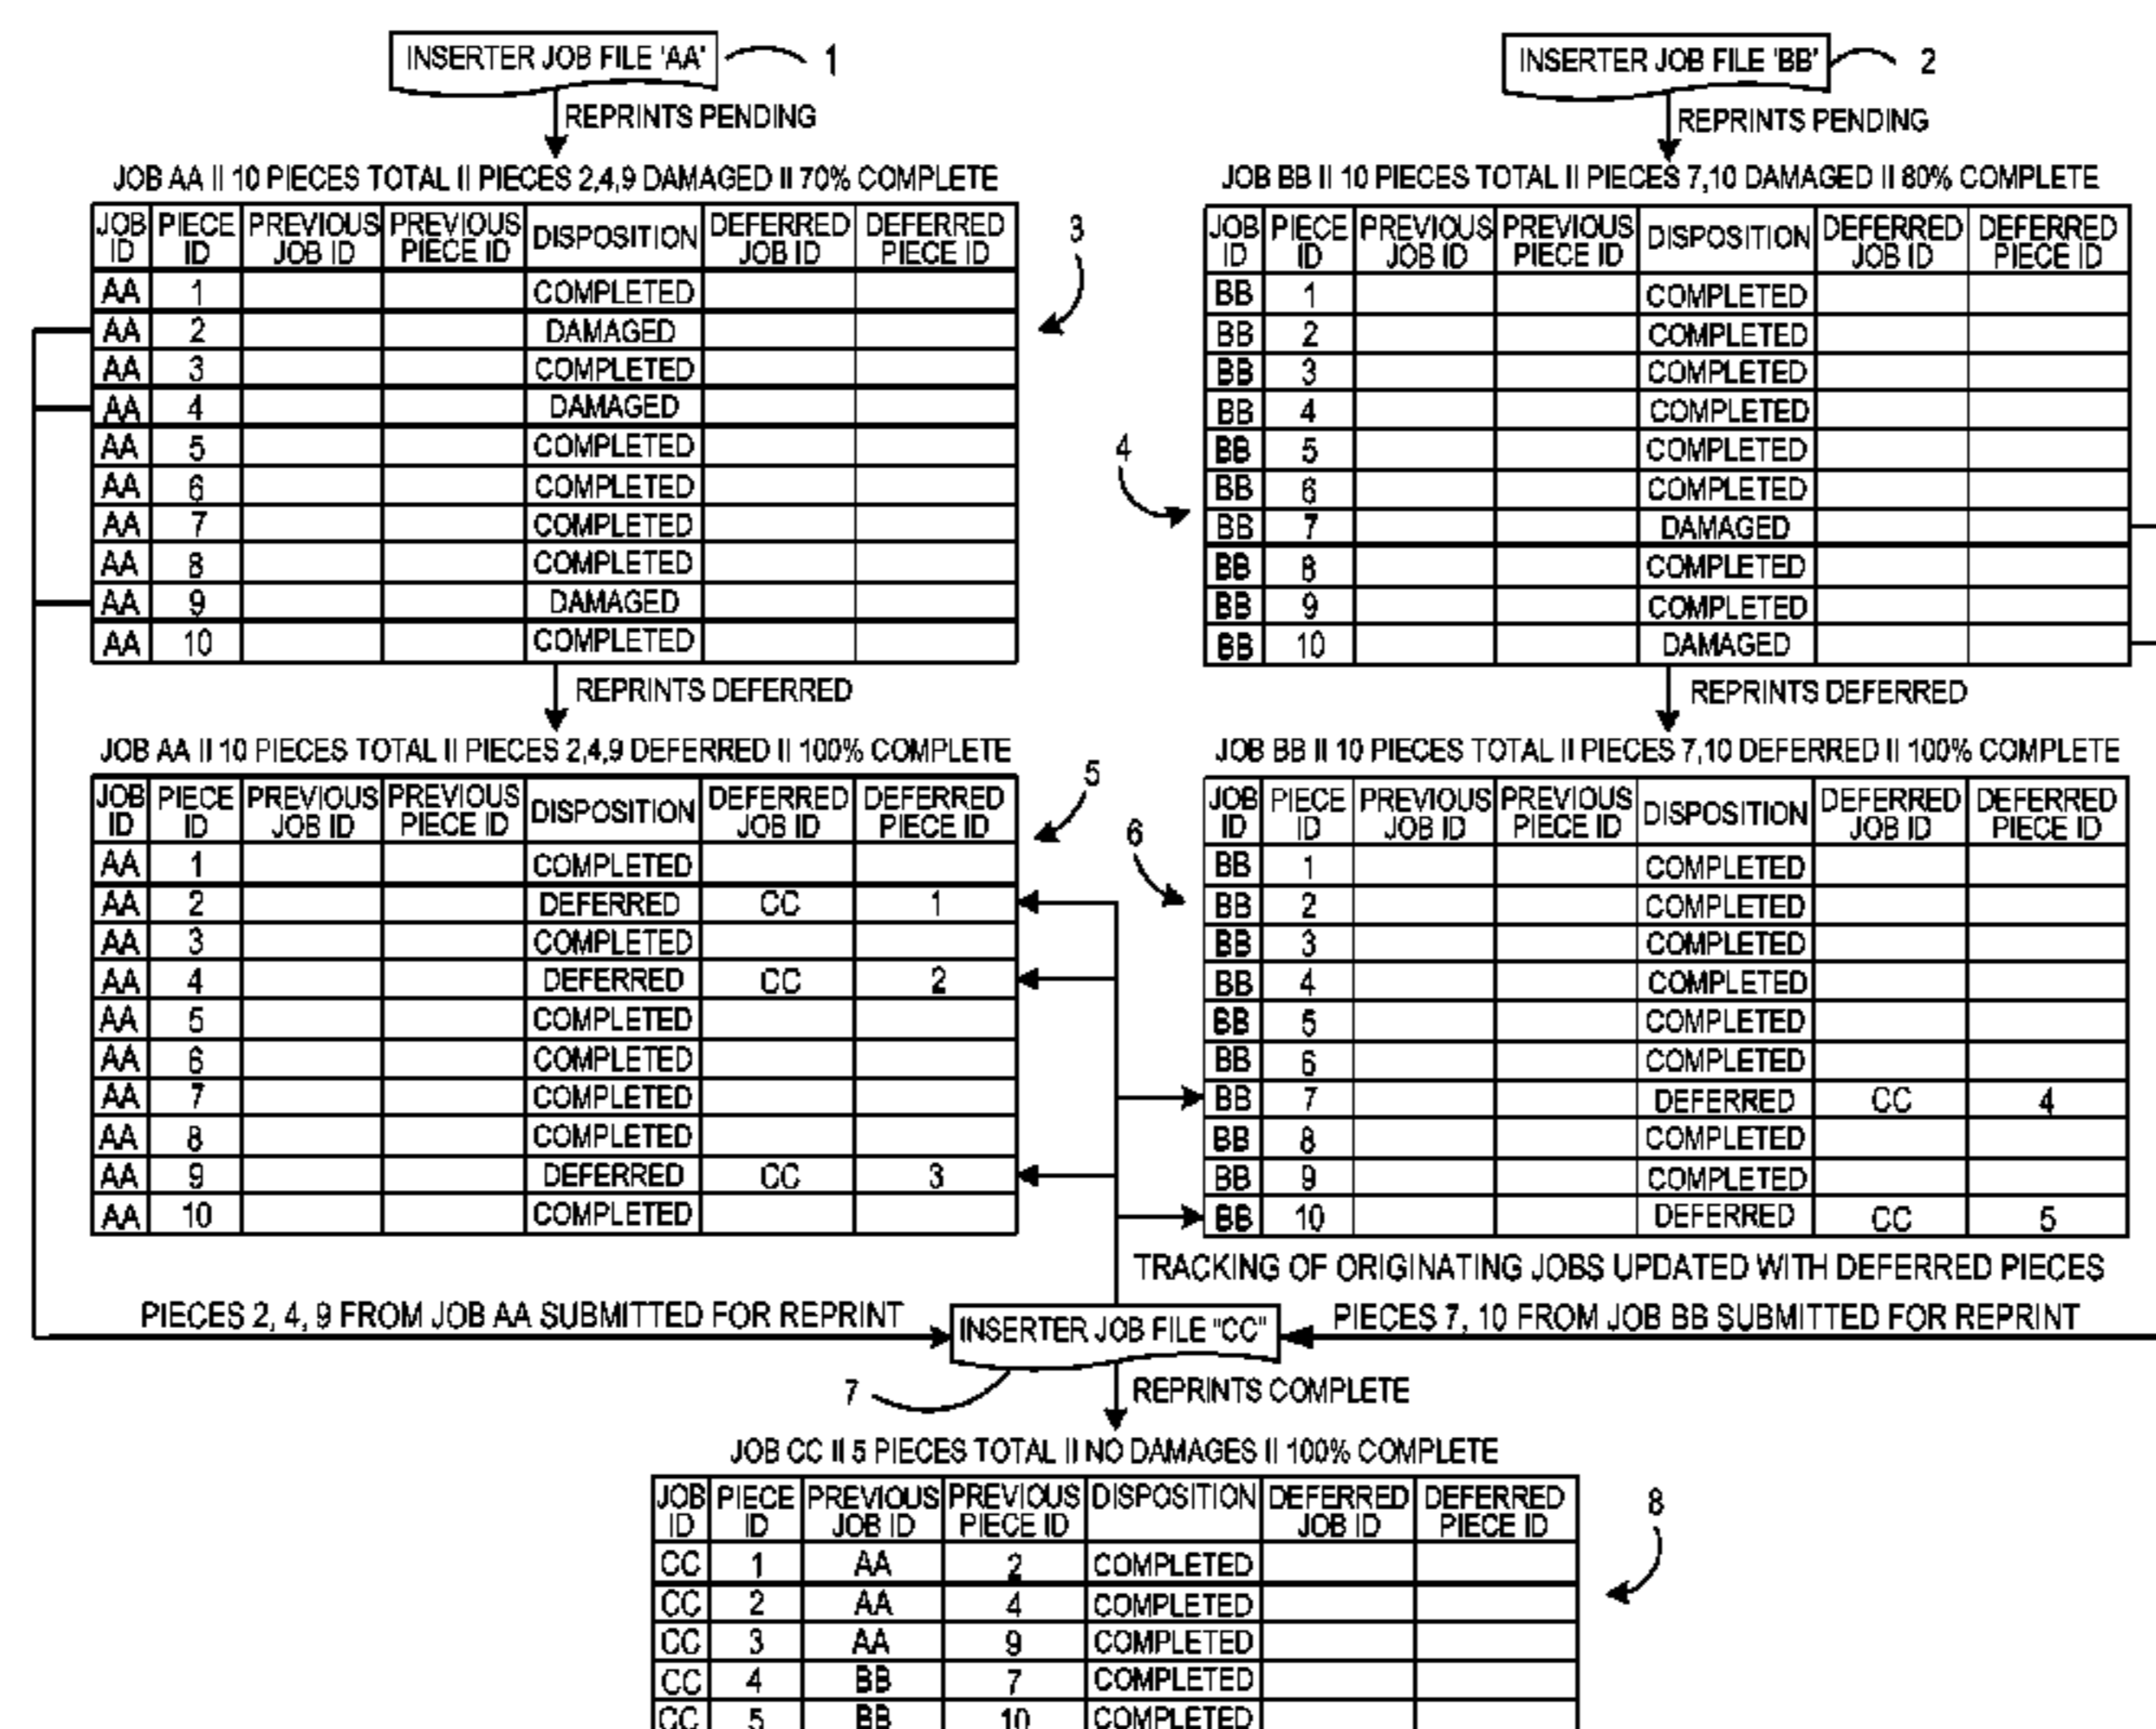 INSERTER JOB FILE 'AA' 1
REPRINTS PENDING
JOB AA II 10 PIECES TOTAL II PIECES 2,4,9 DAMAGED II 70% COMPLETE
JOB ID PIECE ID PREVIOUS JOB ID PREVIOUS PIECE ID DISPOSITION DEFERRED JOB ID DEFERRED PIECE ID
3
AA 1 COMPLETED
AA 2 DAMAGED
AA 3 COMPLETED
AA 4 DAMAGED
AA 5 COMPLETED
AA 6 COMPLETED
AA 7 COMPLETED
AA 8 COMPLETED
AA 9 DAMAGED
AA 10 COMPLETED
REPRINTS DEFERRED
JOB AA II 10 PIECES TOTAL II PIECES 2,4,9 DEFERRED II 100% COMPLETE
JOB ID PIECE ID PREVIOUS JOB ID PREVIOUS PIECE ID DISPOSITION DEFERRED JOB ID DEFERRED PIECE ID
5
AA 1 COMPLETED
AA 2 DEFERRED CC 1
AA 3 COMPLETED
AA 4 DEFERRED CC 2
AA 5 COMPLETED
AA 6 COMPLETED
AA 7 COMPLETED
AA 8 COMPLETED
AA 9 DEFERRED CC 3
AA 10 COMPLETED
INSERTER JOB FILE 'BB' 2
REPRINTS PENDING
JOB BB II 10 PIECES TOTAL II PIECES 7,10 DAMAGED II 80% COMPLETE
JOB ID PIECE ID PREVIOUS JOB ID PREVIOUS PIECE ID DISPOSITION DEFERRED JOB ID DEFERRED PIECE ID
4
BB 1 COMPLETED
BB 2 COMPLETED
BB 3 COMPLETED
BB 4 COMPLETED
BB 5 COMPLETED
BB 6 COMPLETED
BB 7 DAMAGED
BB 8 COMPLETED
BB 9 COMPLETED
BB 10 DAMAGED
REPRINTS DEFERRED
JOB BB II 10 PIECES TOTAL II PIECES 7,10 DEFERRED II 100% COMPLETE
JOB ID PIECE ID PREVIOUS JOB ID PREVIOUS PIECE ID DISPOSITION DEFERRED JOB ID DEFERRED PIECE ID
6
BB 1 COMPLETED
BB 2 COMPLETED
BB 3 COMPLETED
BB 4 COMPLETED
BB 5 COMPLETED
BB 6 COMPLETED
BB 7 DEFERRED CC 4
BB 8 COMPLETED
BB 9 COMPLETED
BB 10 DEFERRED CC 5
TRACKING OF ORIGINATING JOBS UPDATED WITH DEFERRED PIECES
PIECES 2, 4, 9 FROM JOB AA SUBMITTED FOR REPRINT
INSERTER JOB FILE "CC"
PIECES 7, 10 FROM JOB BB SUBMITTED FOR REPRINT
7
REPRINTS COMPLETE
JOB CC II 5 PIECES TOTAL II NO DAMAGES II 100% COMPLETE
JOB ID PIECE ID PREVIOUS JOB ID PREVIOUS PIECE ID DISPOSITION DEFERRED JOB ID DEFERRED PIECE ID
8
CC 1 AA 2 COMPLETED
CC 2 AA 4 COMPLETED
CC 3 AA 9 COMPLETED
CC 4 BB 7 COMPLETED
CC 5 BB 10 COMPLETED